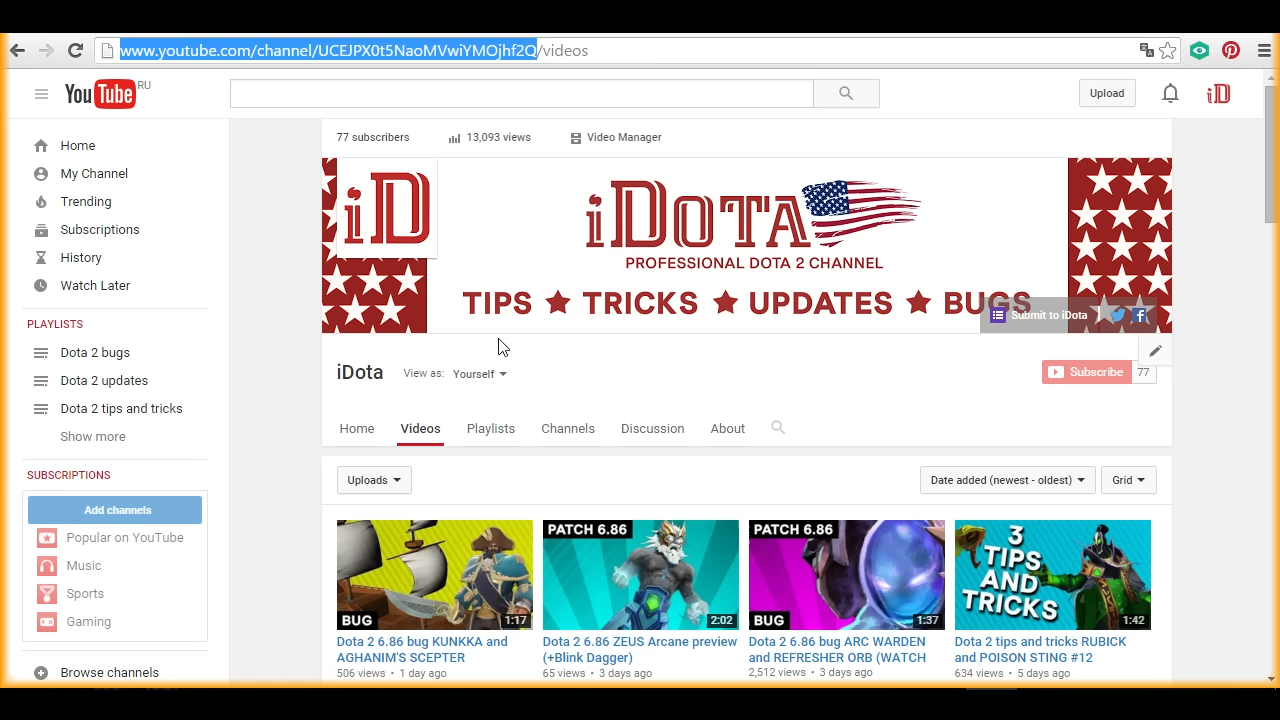 www.youtube.com/channel/UCEJPX0t5NaoMVwiYMOjhf2Q/videos
YouTube RU
Upload
iD
Home
My Channel
Trending
Subscriptions
History
Watch Later
PLAYLISTS
Dota 2 bugs
Dota 2 updates
Dota 2 tips and tricks
Show more
SUBSCRIPTIONS
Add channels
Popular on YouTube
Music
Sports
Gaming
Browse channels
77 subscribers
13,093 views
Video Manager
iD
iDOTA
PROFESSIONAL DOTA 2 CHANNEL
TIPS ★ TRICKS ★ UPDATES ★ BUGS
Submit to iDota
iDota
View as: Yourself
Subscribe 77
Home Videos Playlists Channels Discussion About
Uploads
Date added (newest - oldest)
Grid
BUG
1:17
Dota 2 6.86 bug KUNKKA and
AGHANIM'S SCEPTER
506 views • 1 day ago
PATCH 6.86
2:02
Dota 2 6.86 ZEUS Arcane preview
(+Blink Dagger)
65 views • 3 days ago
PATCH 6.86
BUG
1:37
Dota 2 6.86 bug ARC WARDEN
and REFRESHER ORB (WATCH
2,512 views • 3 days ago
3
TIPS
AND
TRICKS
1:42
Dota 2 tips and tricks RUBICK
and POISON STING #12
634 views • 5 days ago